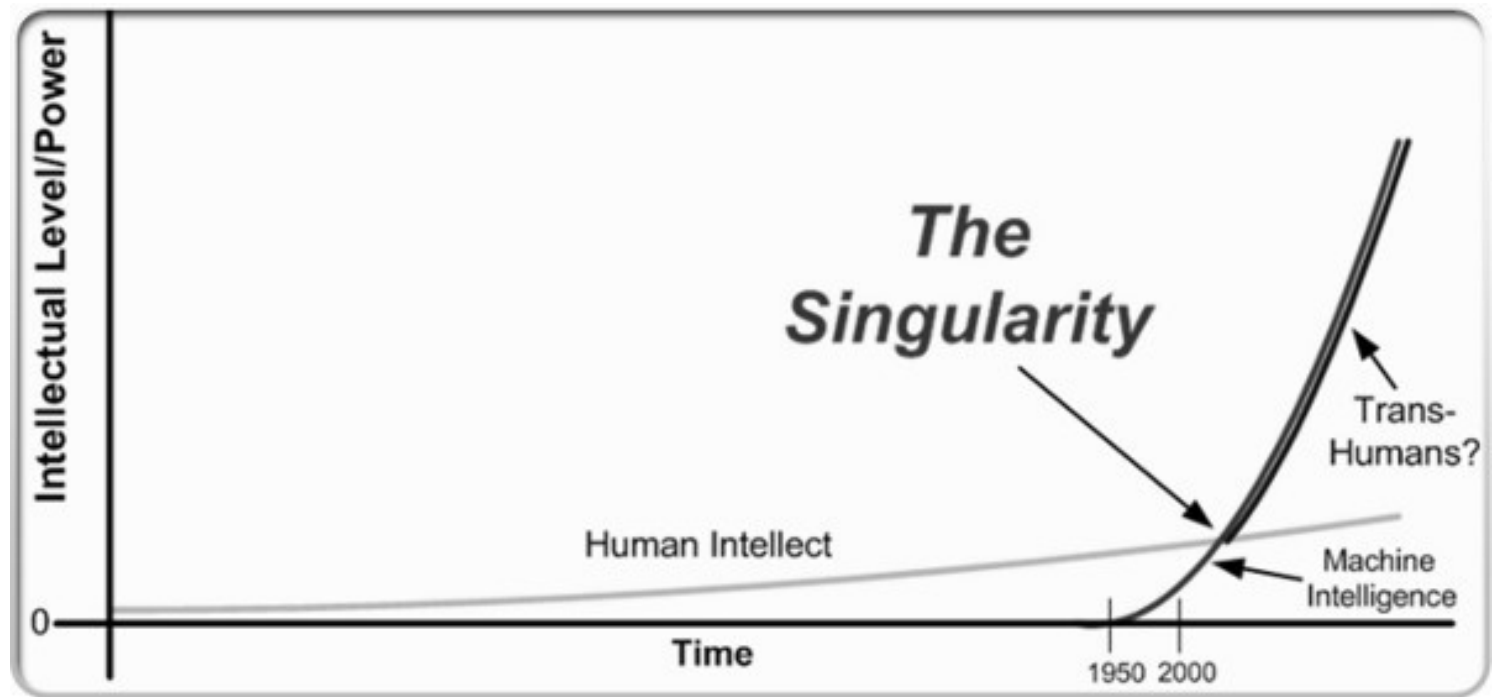 Intellectual Level/Power
The
Singularity
Trans-
Humans?
Human Intellect
Machine
Intelligence
0
Time
1950 2000